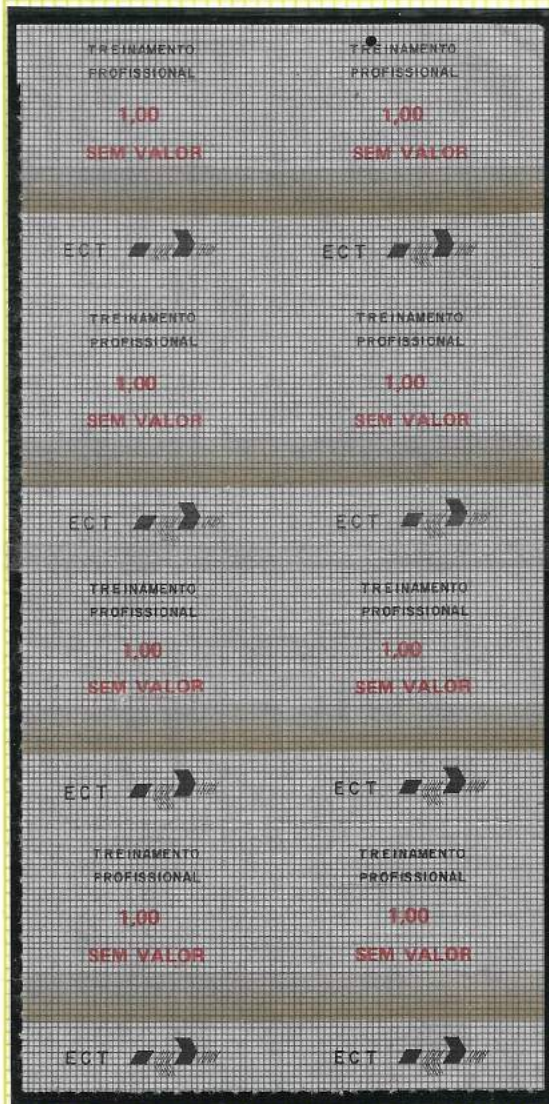 TREINAMENTO TREINAMENTO
PROFISSIONAL PROFISSIONAL
1,00 1,00
SEM VALOR SEM VALOR
ECT ECT
TREINAMENTO TREINAMENTO
PROFISSIONAL PROFISSIONAL
1,00 1,00
SEM VALOR SEM VALOR
ECT ECT
TREINAMENTO TREINAMENTO
PROFISSIONAL PROFISSIONAL
1,00 1,00
SEM VALOR SEM VALOR
ECT ECT
TREINAMENTO TREINAMENTO
PROFISSIONAL PROFISSIONAL
1,00 1,00
SEM VALOR SEM VALOR
ECT ECT